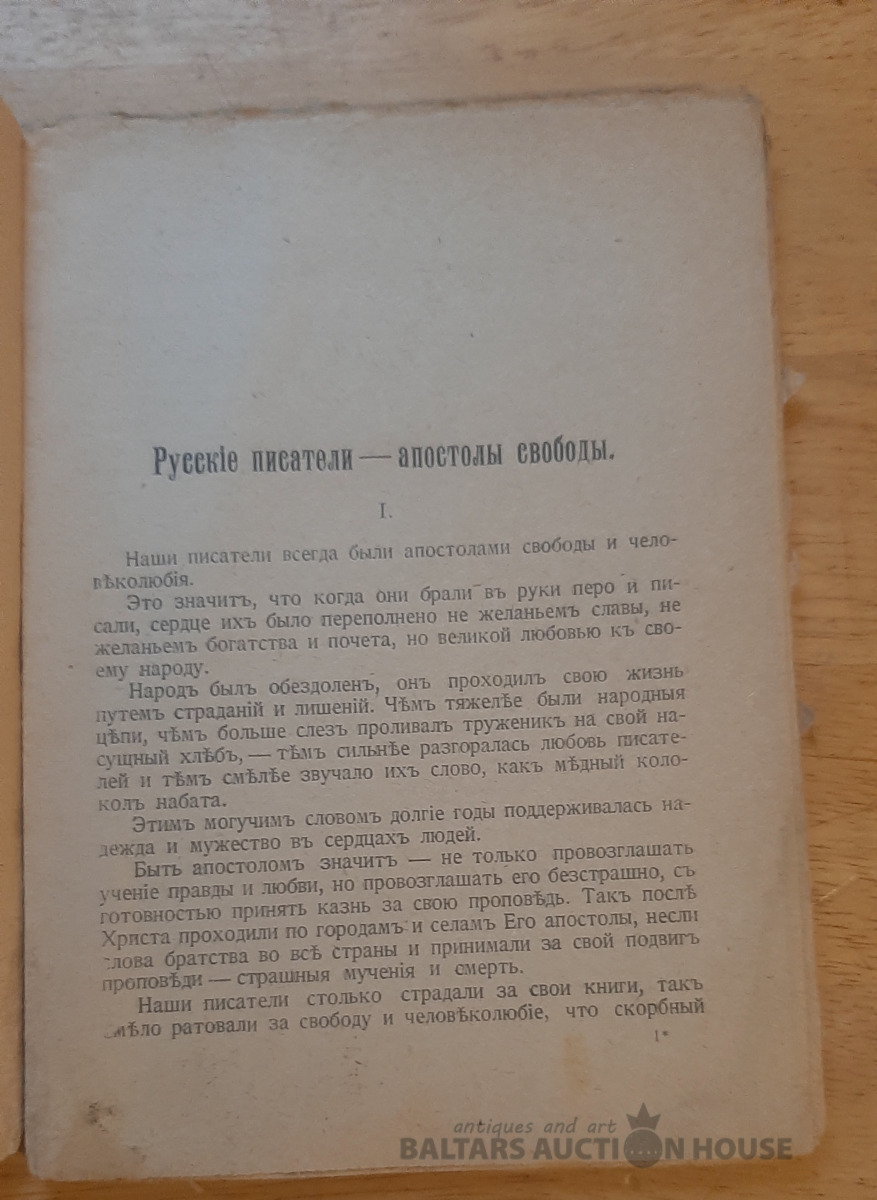 Русскіе писатели — апостолы свободы.
I.
Наши писатели всегда были апостолами свободы и чело-
вѣколюбія.
Это значитъ, что когда они брали въ руки перо и пи-
сали, сердце ихъ было переполнено не желаньемъ славы, не
желаньемъ богатства и почета, но великой любовью къ сво-
ему народу.
Народъ былъ обездоленъ, онъ проходилъ свою жизнь
путемъ страданій и лишеній. Чѣмъ тяжелѣе были народныя
цѣпи, чѣмъ больше слезъ проливалъ труженикъ на свой на-
сущный хлѣбъ, — тѣмъ сильнѣе разгоралась любовь писате-
лей и тѣмъ смѣлѣе звучало ихъ слово, какъ мѣдный коло-
колъ набата.
Этимъ могучимъ словомъ долгіе годы поддерживалась на-
дежда и мужество въ сердцахъ людей.
Быть апостоломъ значитъ — не только провозглашать
ученіе правды и любви, но провозглашать его безстрашно, съ
готовностью принять казнь за свою проповѣдь. Такъ послѣ
Христа проходили по городамъ и селамъ Его апостолы, несли
слова братства во всѣ страны и принимали за свой подвигъ
проповѣди — страшныя мученія и смерть.
Наши писатели столько страдали за свои книги, такъ
смѣло ратовали за свободу и человѣколюбіе, что скорбный
1*
antiques and art
BALTARS AUCTION HOUSE